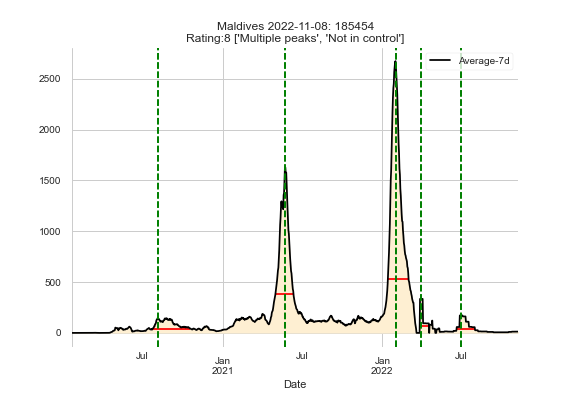 Maldives 2022-11-08: 185454
Rating:8 ['Multiple peaks', 'Not in control']
Average-7d
2500
2000
1500
1000
500
0
Jul
Jan
2021
Jul
Jan
2022
Jul
Date